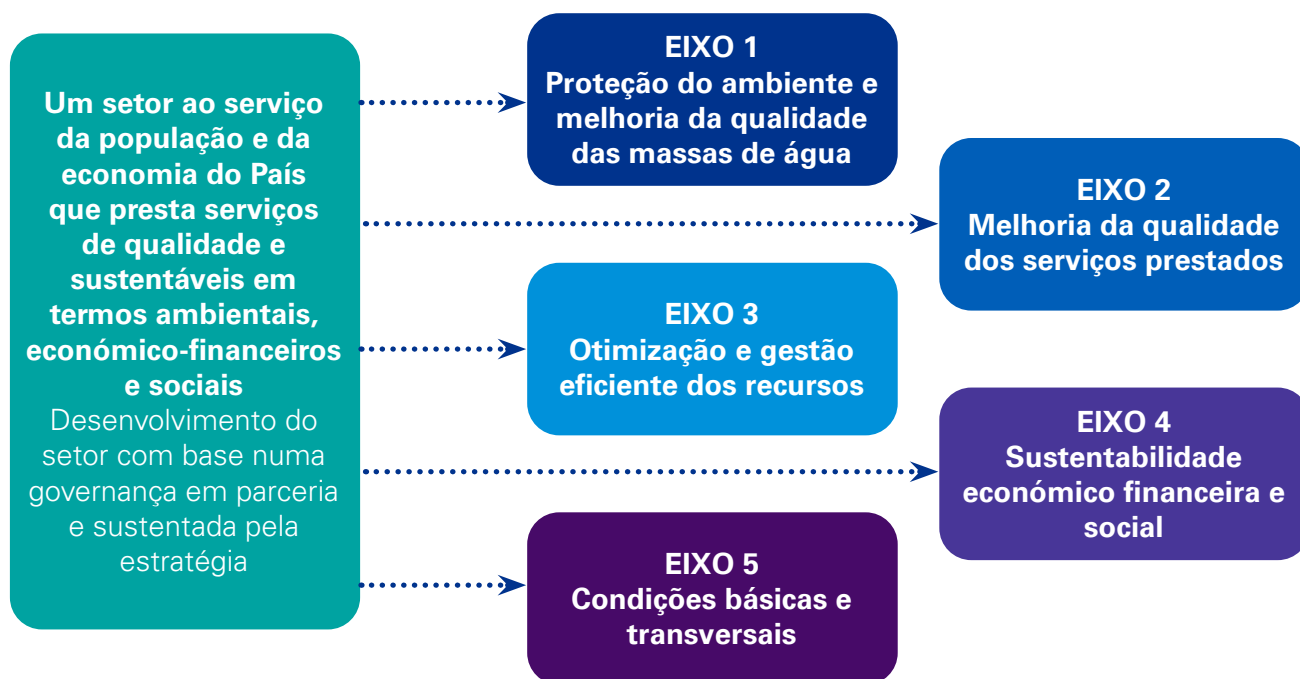 Um setor ao serviço
da população e da
economia do País
que presta serviços
de qualidade e
sustentáveis em
termos ambientais,
económico-financeiros
e sociais
Desenvolvimento do
setor com base numa
governança em parceria
e sustentada pela
estratégia
EIXO 1
Proteção do ambiente e
melhoria da qualidade
das massas de água
EIXO 2
Melhoria da qualidade
dos serviços prestados
EIXO 3
Otimização e gestão
eficiente dos recursos
EIXO 4
Sustentabilidade
económico financeira e
social
EIXO 5
Condições básicas e
transversais